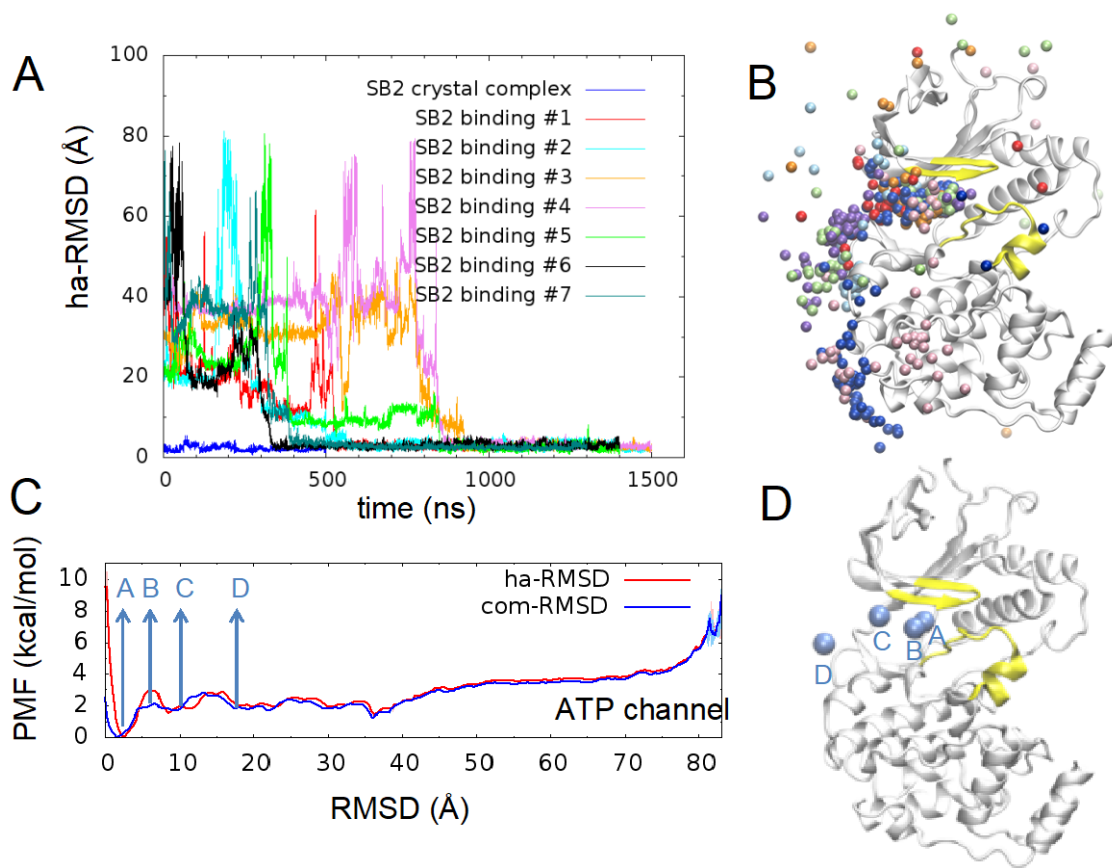 A
100
80
60
40
20
0
ha-RMSD (Å)
SB2 crystal complex
SB2 binding #1
SB2 binding #2
SB2 binding #3
SB2 binding #4
SB2 binding #5
SB2 binding #6
SB2 binding #7
0 500 1000 1500
time (ns)
B
C
10
8
6
4
2
0
PMF (kcal/mol)
A B C D
ha-RMSD
com-RMSD
ATP channel
0 10 20 30 40 50 60 70 80
RMSD (Å)
D
C
A
B
D